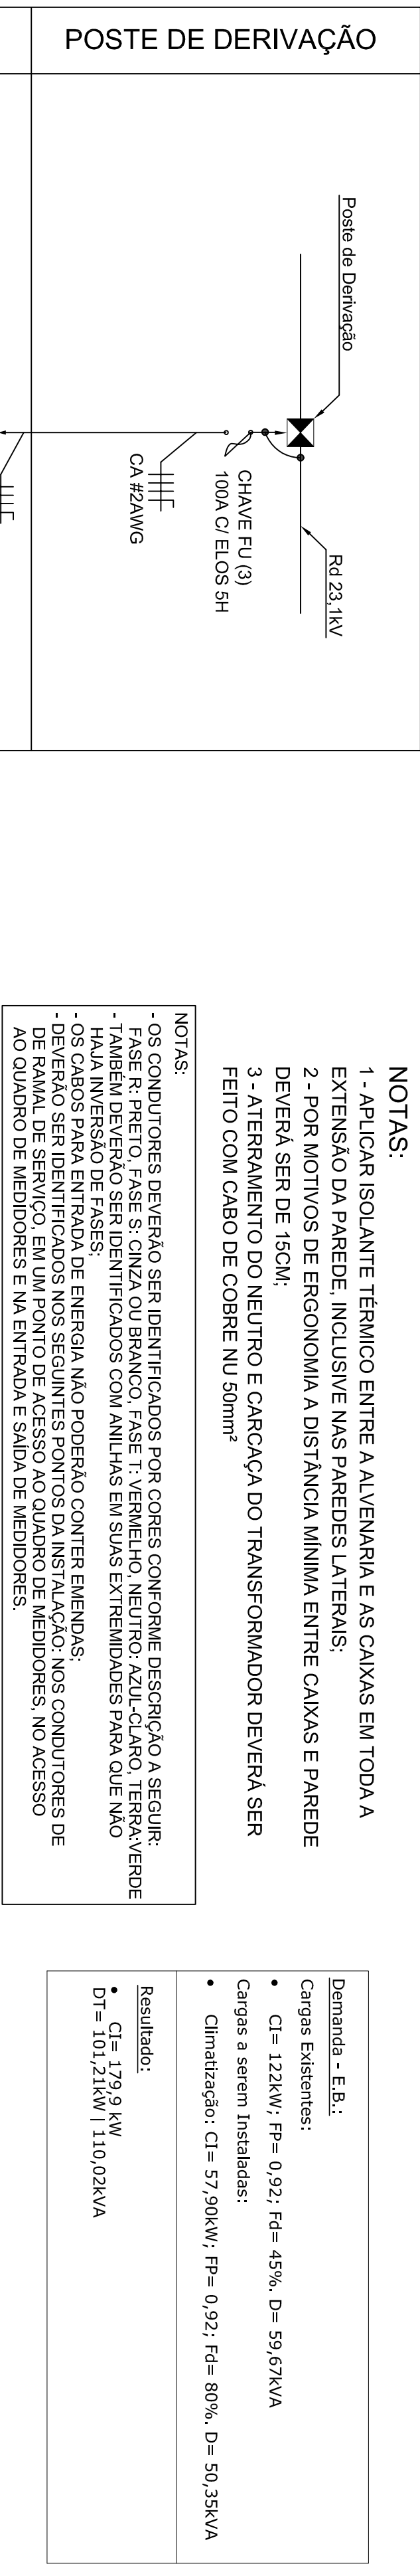 POSTE DE DERIVAÇÃO
Poste de Derivação
Rd 23,1kV
CHAVE FU (3)
100A C/ ELOS 5H
CA #2AWG
NOTAS:
1 - APLICAR ISOLANTE TÉRMICO ENTRE A ALVENARIA E AS CAIXAS EM TODA A
EXTENSÃO DA PAREDE, INCLUSIVE NAS PAREDES LATERAIS;
2 - POR MOTIVOS DE ERGONOMIA A DISTÂNCIA MÍNIMA ENTRE CAIXAS E PAREDE
DEVERÁ SER DE 15CM;
3 - ATERRAMENTO DO NEUTRO E CARCAÇA DO TRANSFORMADOR DEVERÁ SER
FEITO COM CABO DE COBRE NU 50mm²
NOTAS:
- OS CONDUTORES DEVERÃO SER IDENTIFICADOS POR CORES CONFORME DESCRIÇÃO A SEGUIR:
FASE R: PRETO, FASE S: CINZA OU BRANCO, FASE T: VERMELHO, NEUTRO: AZUL-CLARO, TERRA:VERDE
- TAMBÉM DEVERÃO SER IDENTIFICADOS COM ANILHAS EM SUAS EXTREMIDADES PARA QUE NÃO
HAJA INVERSÃO DE FASES;
- OS CABOS PARA ENTRADA DE ENERGIA NÃO PODERÃO CONTER EMENDAS;
- DEVERÃO SER IDENTIFICADOS NOS SEGUINTES PONTOS DA INSTALAÇÃO: NOS CONDUTORES DE
DE RAMAL DE SERVIÇO, EM UM PONTO DE ACESSO AO QUADRO DE MEDIDORES, NO ACESSO
AO QUADRO DE MEDIDORES E NA ENTRADA E SAÍDA DE MEDIDORES.
Demanda - E.B.:
Cargas Existentes:
• CI= 122kW; FP= 0,92; Fd= 45%. D= 59,67kVA
Cargas a serem Instaladas:
• Climatização: CI= 57,90kW; FP= 0,92; Fd= 80%. D= 50,35kVA
Resultado:
• CI= 179,9 kW
DT= 101,21kW | 110,02kVA